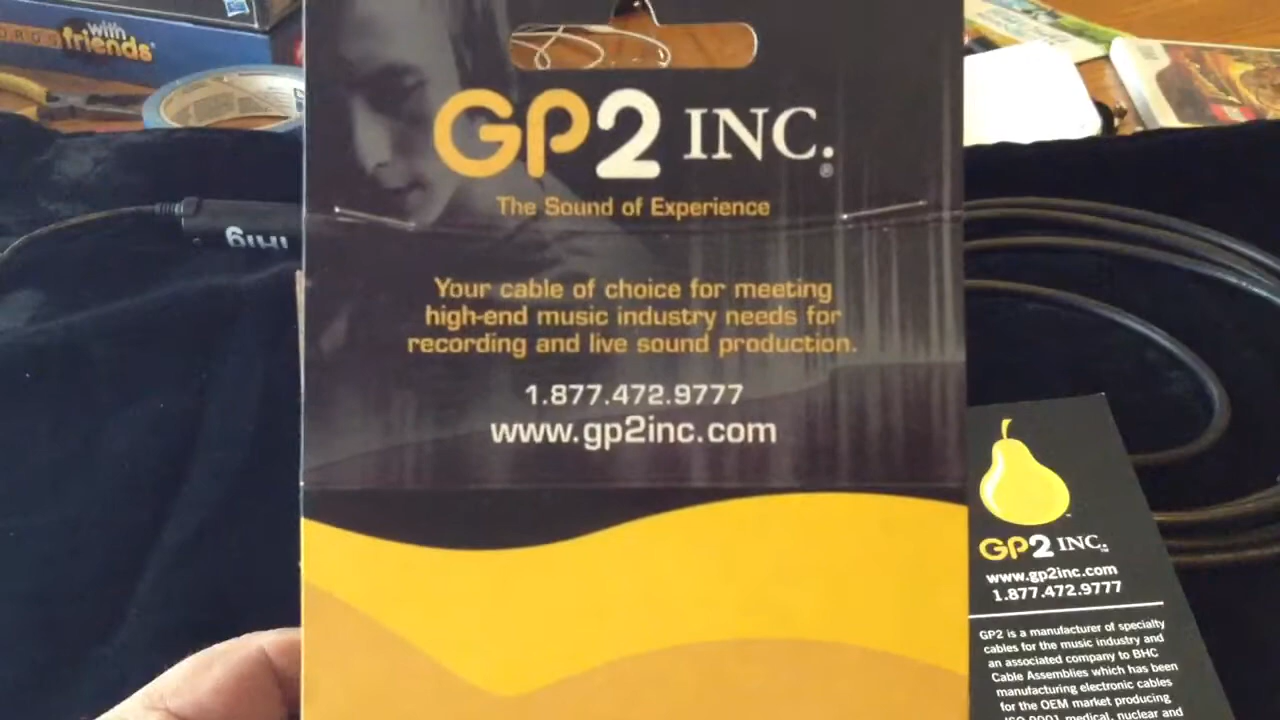 with
friends
GP2 INC.
®
The Sound of Experience
iRig
Your cable of choice for meeting
high-end music industry needs for
recording and live sound production.
1.877.472.9777
www.gp2inc.com
GP2 INC.
www.gp2inc.com
1.877.472.9777
GP2 is a manufacturer of specialty
cables for the music industry and
an associated company to BHC
Cable Assemblies which has been
manufacturing electronic cables
for the OEM market producing
ISO 9001 medical, nuclear and